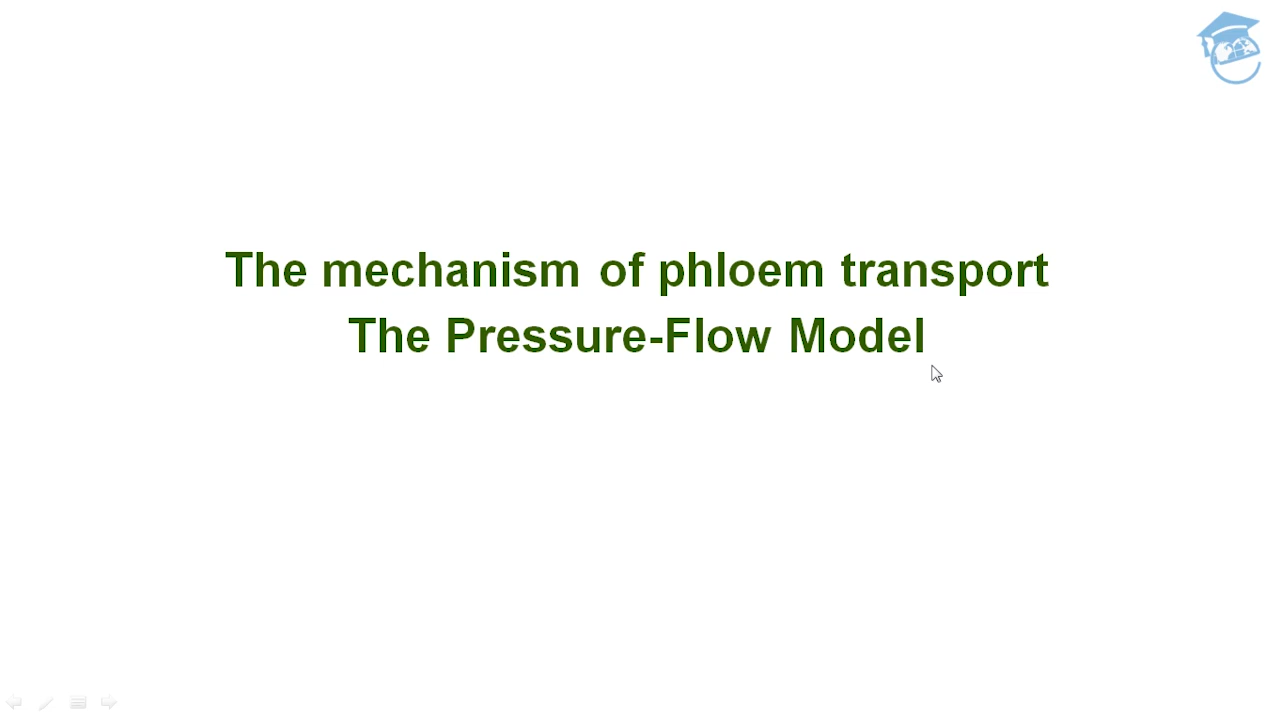 The mechanism of phloem transport
The Pressure-Flow Model